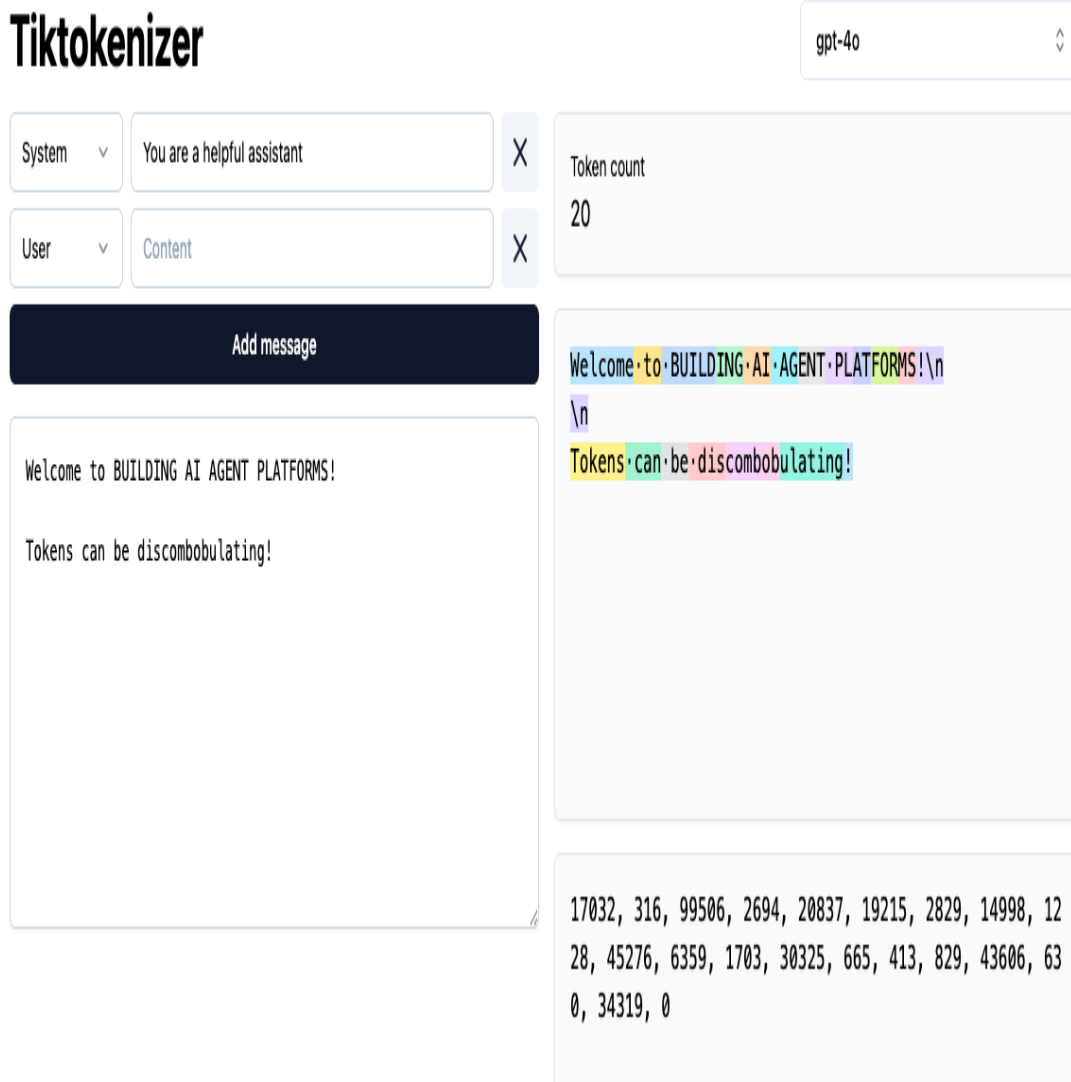 Tiktokenizer
gpt-4o
System
You are a helpful assistant
X
User
Content
X
Add message
Welcome to BUILDING AI AGENT PLATFORMS!
Tokens can be discombobulating!
Token count
20
Welcome·to·BUILDING·AI·AGENT·PLATFORMS!\n
\n
Tokens·can·be·discombobulating!
17032, 316, 99506, 2694, 20837, 19215, 2829, 14998, 12
28, 45276, 6359, 1703, 30325, 665, 413, 829, 43606, 63
0, 34319, 0